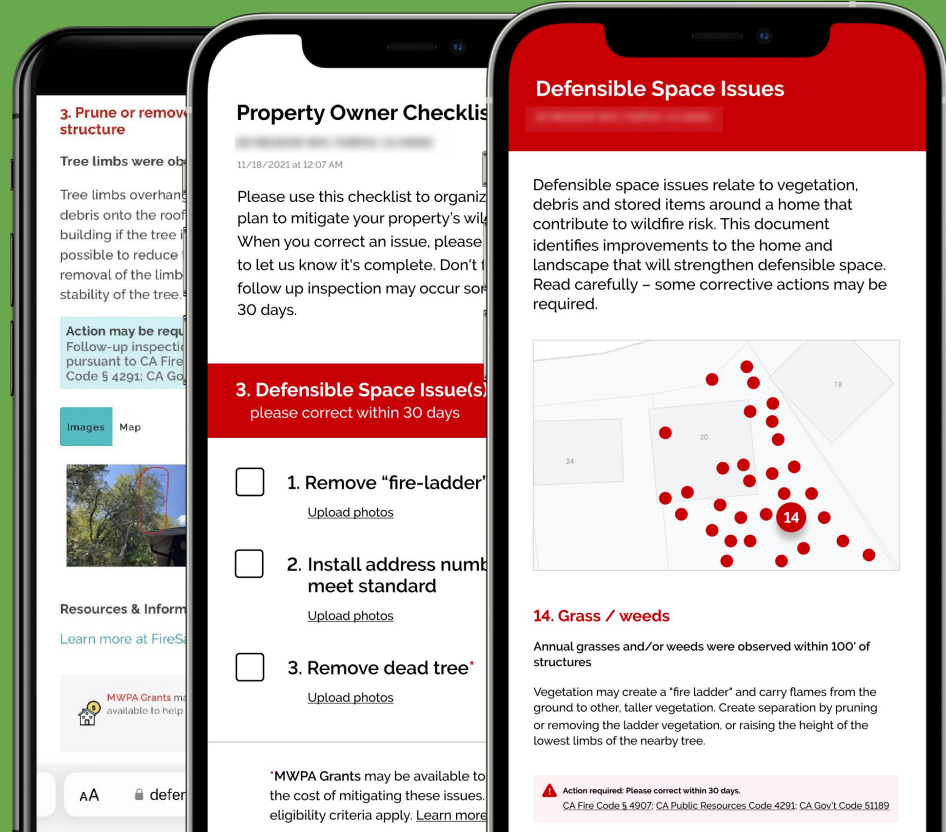 3. Prune or remove
structure
Tree limbs were ob
Tree limbs overhang
debris onto the roof
building if the tree i
possible to reduce
removal of the limb
stability of the tree.
Action may be requ
Follow-up inspectio
pursuant to CA Fire
Code § 4291; CA Go
Images Map
Resources & Inform
Learn more at FireSa
MWPA Grants ma
available to help
AA defen
Property Owner Checklis
11/18/2021 at 12:07 AM
Please use this checklist to organiz
plan to mitigate your property's wil
When you correct an issue, please
to let us know it's complete. Don't f
follow up inspection may occur som
30 days.
3. Defensible Space Issue(s)
please correct within 30 days
1. Remove “fire-ladder”
Upload photos
2. Install address numb
meet standard
Upload photos
3. Remove dead tree*
Upload photos
*MWPA Grants may be available to
the cost of mitigating these issues.
eligibility criteria apply. Learn more
Defensible Space Issues
Defensible space issues relate to vegetation,
debris and stored items around a home that
contribute to wildfire risk. This document
identifies improvements to the home and
landscape that will strengthen defensible space.
Read carefully – some corrective actions may be
required.
18
20
24
14
14. Grass / weeds
Annual grasses and/or weeds were observed within 100' of
structures
Vegetation may create a "fire ladder" and carry flames from the
ground to other, taller vegetation. Create separation by pruning
or removing the ladder vegetation, or raising the height of the
lowest limbs of the nearby tree.
Action required: Please correct within 30 days.
CA Fire Code § 4907; CA Public Resources Code 4291; CA Gov't Code 51189